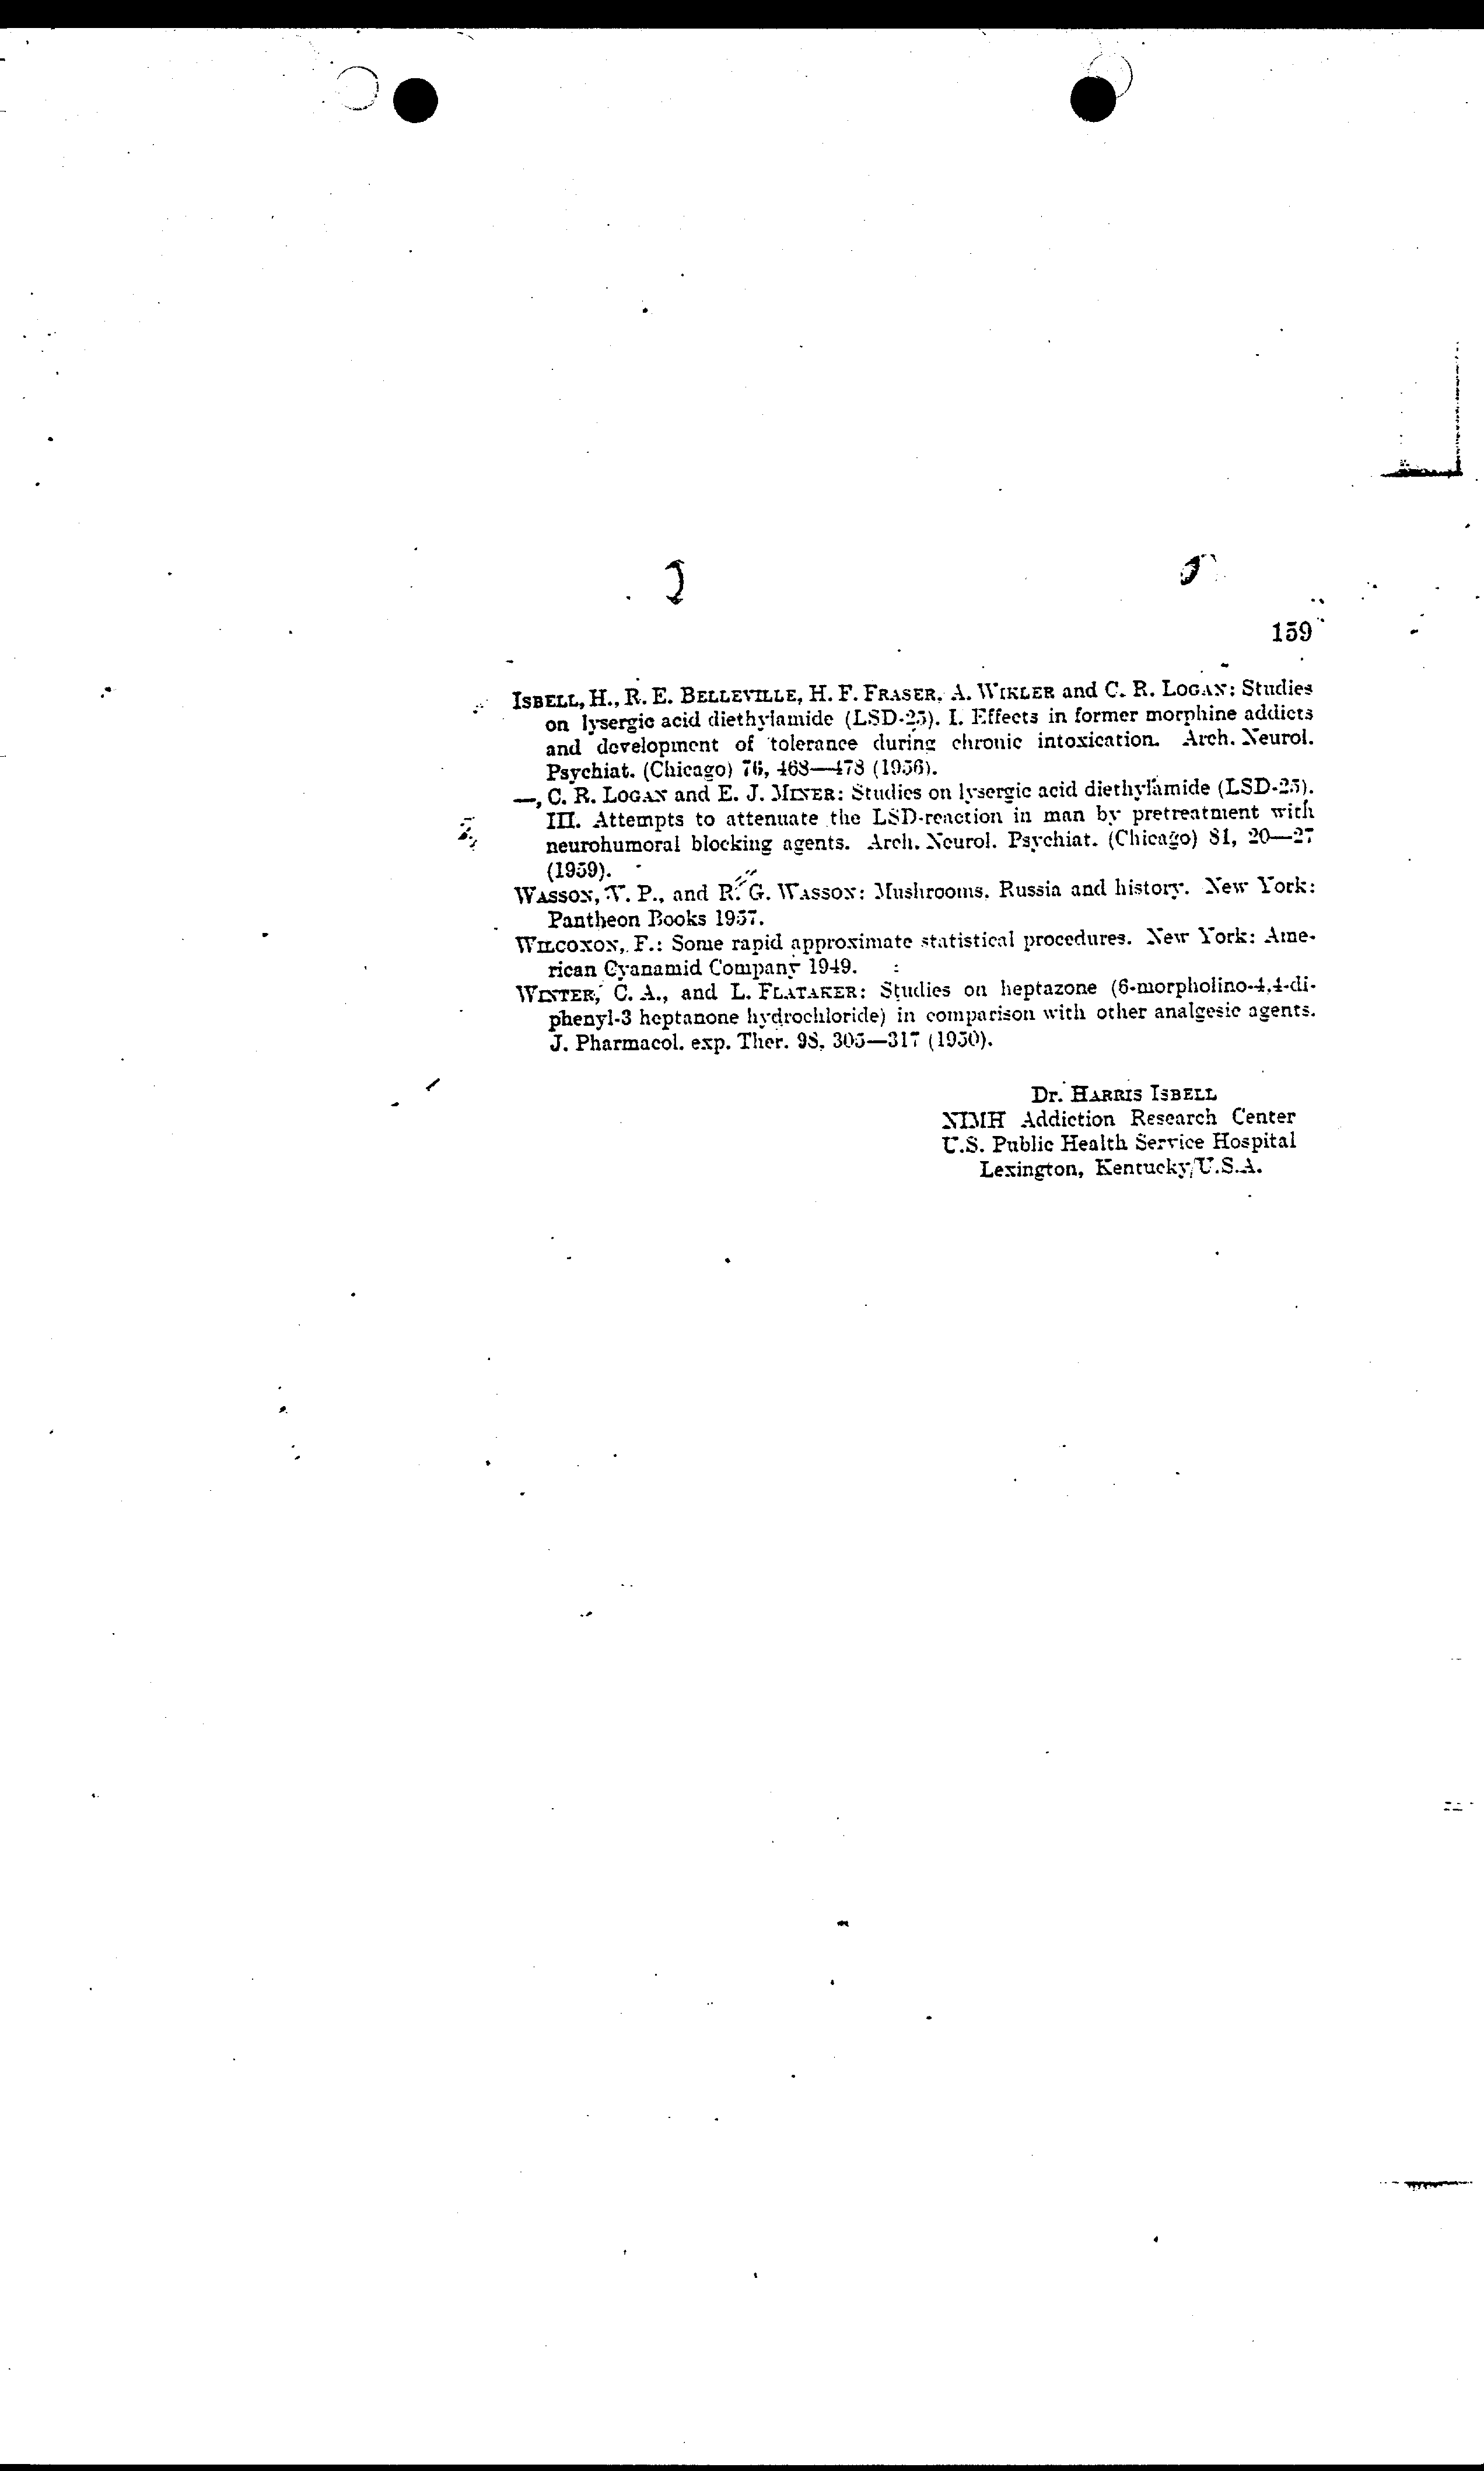 159
ISBELL, H., R. E. BELLEVILLE, H. F. FRASER, A. WIKLER and C. R. LOGAN: Studies
on lysergic acid diethylamide (LSD-25). I. Effects in former morphine addicts
and development of tolerance during chronic intoxication. Arch. Neurol.
Psychiat. (Chicago) 76, 468—478 (1956).
—, C. R. LOGAN and E. J. MINER: Studies on lysergic acid diethylamide (LSD-25).
III. Attempts to attenuate the LSD-reaction in man by pretreatment with
neurohumoral blocking agents. Arch. Neurol. Psychiat. (Chicago) 81, 20—27
(1959).
WASSON, V. P., and R. G. WASSON: Mushrooms. Russia and history. New York:
Pantheon Books 1957.
WILCOXON, F.: Some rapid approximate statistical procedures. New York: Ame-
rican Cyanamid Company 1949.
WINTER, C. A., and L. FLATAKER: Studies on heptazone (6-morpholino-4,4-di-
phenyl-3 heptanone hydrochloride) in comparison with other analgesic agents.
J. Pharmacol. exp. Ther. 98, 305—317 (1950).
Dr. HARRIS ISBELL
NIMH Addiction Research Center
U.S. Public Health Service Hospital
Lexington, Kentucky/U.S.A.